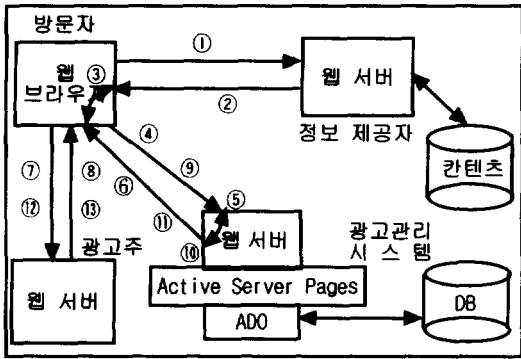 방문자
웹
브라우저
①
②
③
웹 서버
정보 제공자
칸텐츠
④
⑨
⑥
⑪
⑤
⑩
⑦
⑫
⑧
⑬
광고주
웹 서버
웹 서버
Active Server Pages
ADO
광고관리
시 스 템
DB